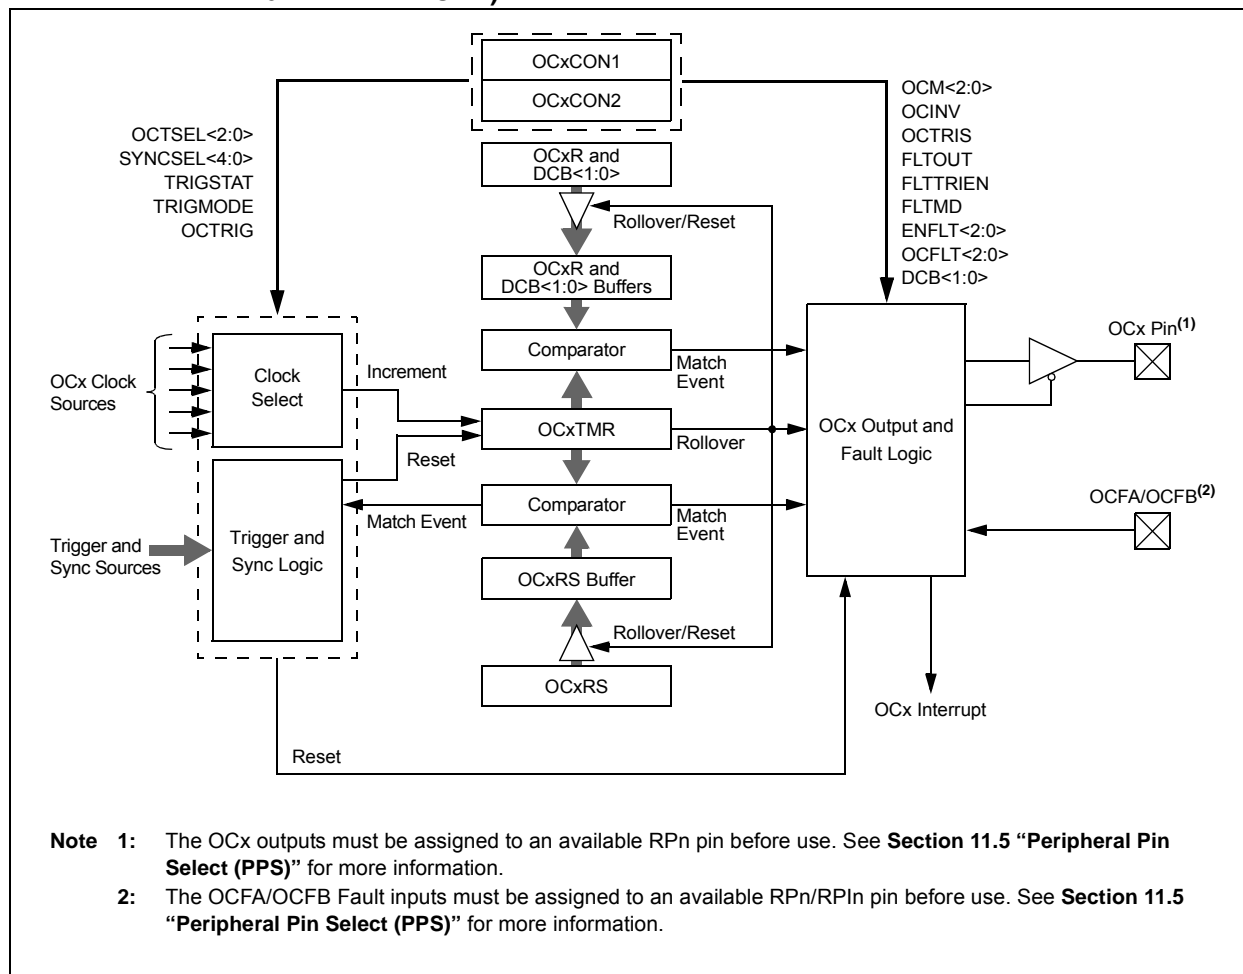 OCxCON1
OCxCON2
OCTSEL<2:0>
SYNCSEL<4:0>
TRIGSTAT
TRIGMODE
OCTRIG
OCM<2:0>
OCINV
OCTRIS
FLTOUT
FLTTRIEN
FLTMD
ENFLT<2:0>
OCFLT<2:0>
DCB<1:0>
OCxR and
DCB<1:0>
Rollover/Reset
OCxR and
DCB<1:0> Buffers
Comparator
Match
Event
OCx Clock
Sources
Clock
Select
Increment
OCxTMR
Rollover
Reset
OCx Output and
Fault Logic
OCx Pin(1)
OCFA/OCFB(2)
Comparator
Match Event
Match
Event
Trigger and
Sync Sources
Trigger and
Sync Logic
OCxRS Buffer
Rollover/Reset
OCxRS
OCx Interrupt
Reset
Note 1: The OCx outputs must be assigned to an available RPn pin before use. See Section 11.5 “Peripheral Pin
Select (PPS)” for more information.
2: The OCFA/OCFB Fault inputs must be assigned to an available RPn/RPIn pin before use. See Section 11.5
“Peripheral Pin Select (PPS)” for more information.